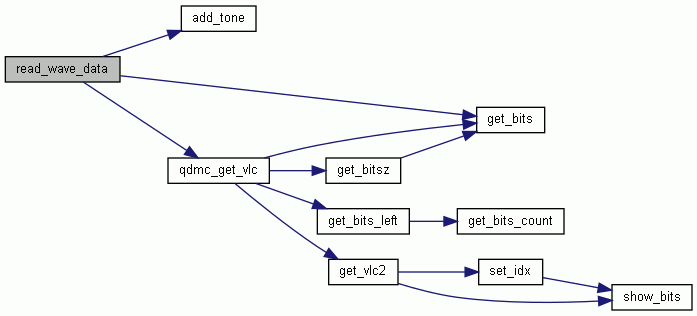 add_tone
read_wave_data
get_bits
qdmc_get_vlc
get_bitsz
get_bits_left
get_bits_count
get_vlc2
set_idx
show_bits